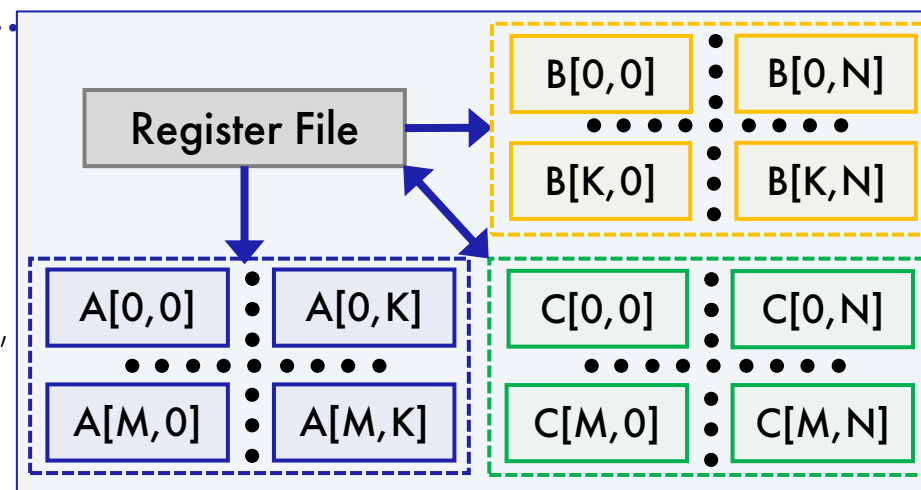 B[0,0] B[0,N]
Register File
B[K,0] B[K,N]
A[0,0] A[0,K] C[0,0] C[0,N]
A[M,0] A[M,K] C[M,0] C[M,N]